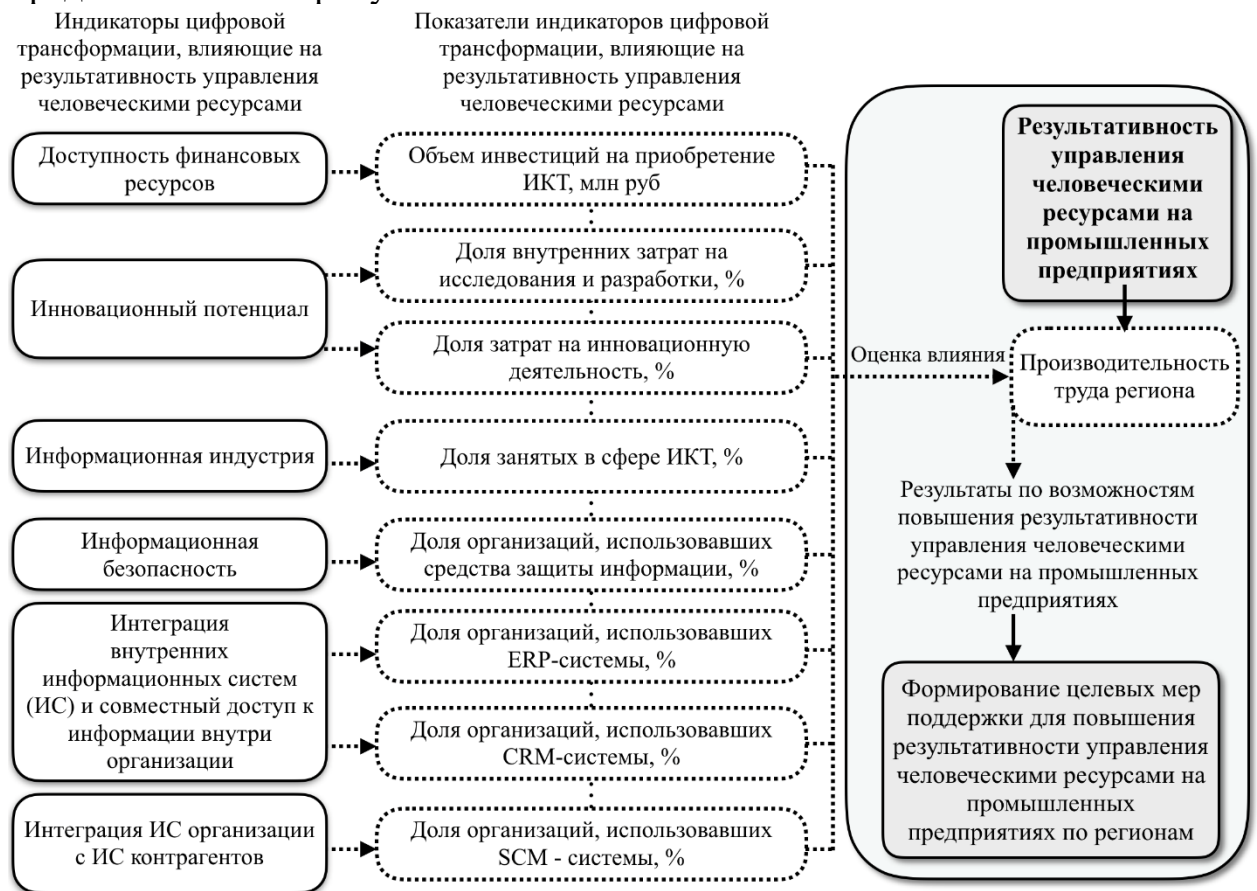 Индикаторы цифровой
трансформации, влияющие на
результативность управления
человеческими ресурсами
Показатели индикаторов цифровой
трансформации, влияющие на
результативность управления
человеческими ресурсами
Доступность финансовых
ресурсов
Объем инвестиций на приобретение
ИКТ, млн руб
Инновационный потенциал
Доля внутренних затрат на
исследования и разработки, %
Доля затрат на инновационную
деятельность, %
Информационная индустрия
Доля занятых в сфере ИКТ, %
Информационная
безопасность
Доля организаций, использовавших
средства защиты информации, %
Интеграция
внутренних
информационных систем
(ИС) и совместный доступ к
информации внутри
организации
Доля организаций, использовавших
ERP-системы, %
Доля организаций, использовавших
CRM-системы, %
Интеграция ИС организации
с ИС контрагентов
Доля организаций, использовавших
SCM - системы, %
Оценка влияния
Результативность
управления
человеческими
ресурсами на
промышленных
предприятиях
Производительность
труда региона
Результаты по возможностям
повышения результативности
управления человеческими
ресурсами на промышленных
предприятиях
Формирование целевых мер
поддержки для повышения
результативности управления
человеческими ресурсами на
промышленных
предприятиях по регионам